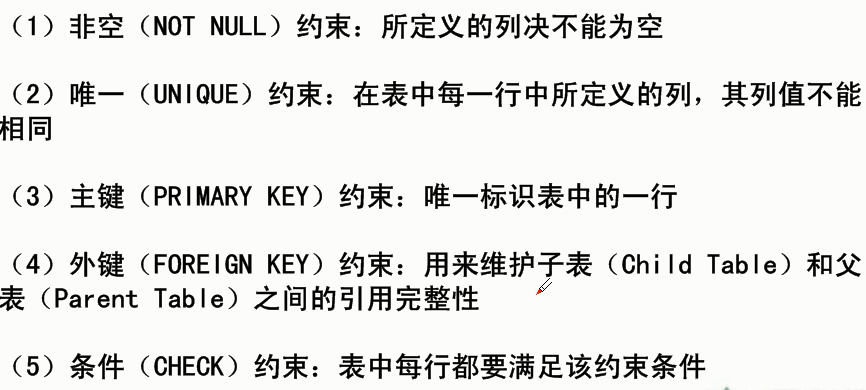 （1）非空（NOT NULL）约束：所定义的列决不能为空
（2）唯一（UNIQUE）约束：在表中每一行中所定义的列，其列值不能
相同
（3）主键（PRIMARY KEY）约束：唯一标识表中的一行
（4）外键（FOREIGN KEY）约束：用来维护子表（Child Table）和父
表（Parent Table）之间的引用完整性
（5）条件（CHECK）约束：表中每行都要满足该约束条件